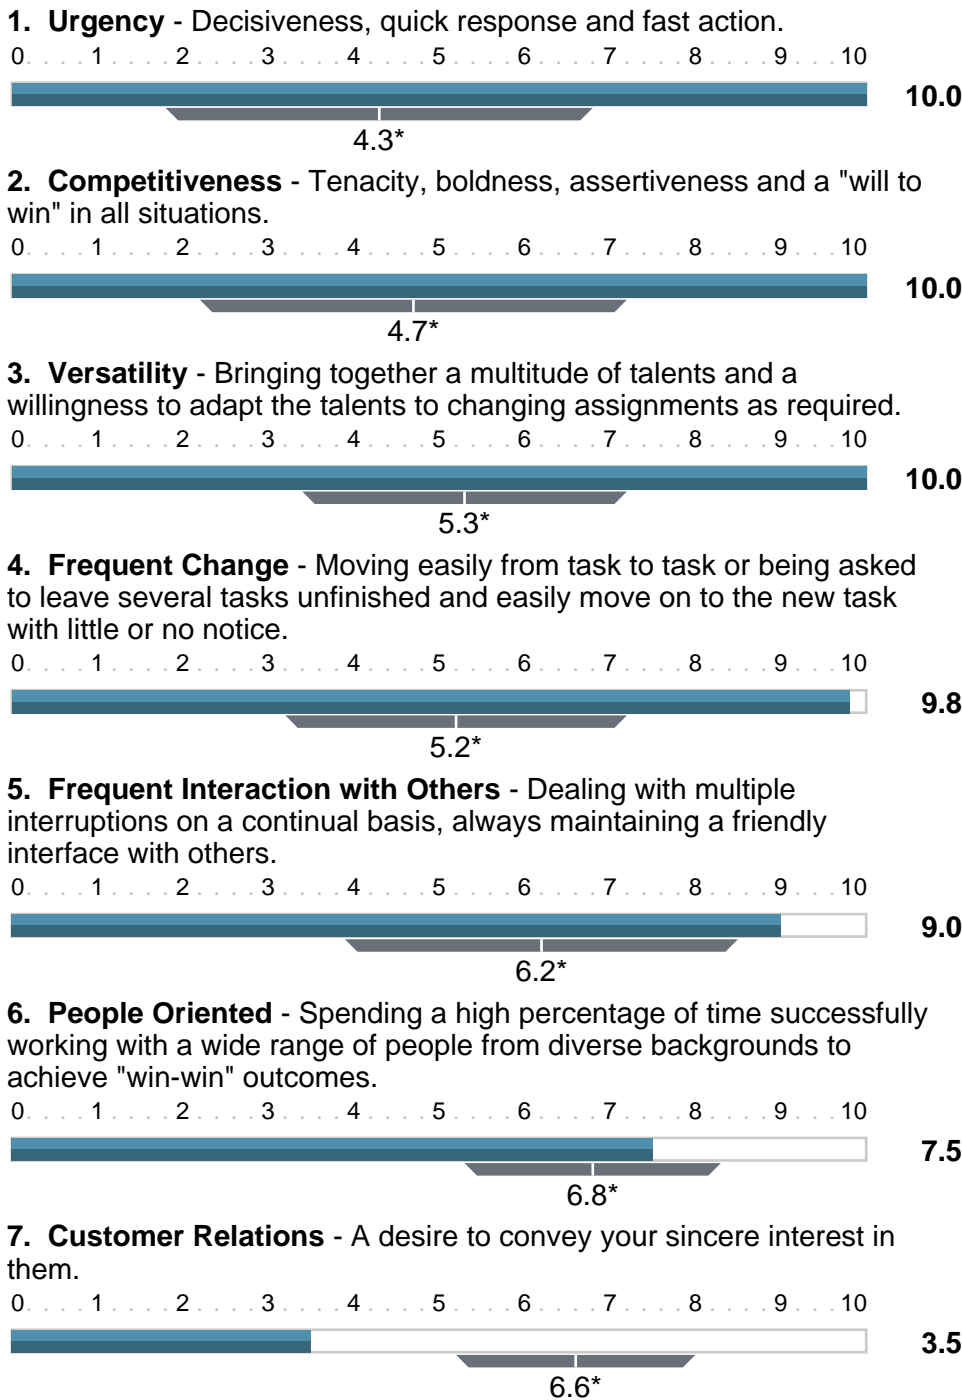 1. Urgency - Decisiveness, quick response and fast action.
0. . . . 1 . . . . 2 . . . . 3 . . . . 4 . . . . 5 . . . . 6 . . . . 7 . . . . 8 . . . . 9 . . . 10
10.0
4.3*
2. Competitiveness - Tenacity, boldness, assertiveness and a "will to
win" in all situations.
0. . . . 1 . . . . 2 . . . . 3 . . . . 4 . . . . 5 . . . . 6 . . . . 7 . . . . 8 . . . . 9 . . . 10
10.0
4.7*
3. Versatility - Bringing together a multitude of talents and a
willingness to adapt the talents to changing assignments as required.
0. . . . 1 . . . . 2 . . . . 3 . . . . 4 . . . . 5 . . . . 6 . . . . 7 . . . . 8 . . . . 9 . . . 10
10.0
5.3*
4. Frequent Change - Moving easily from task to task or being asked
to leave several tasks unfinished and easily move on to the new task
with little or no notice.
0. . . . 1 . . . . 2 . . . . 3 . . . . 4 . . . . 5 . . . . 6 . . . . 7 . . . . 8 . . . . 9 . . . 10
9.8
5.2*
5. Frequent Interaction with Others - Dealing with multiple
interruptions on a continual basis, always maintaining a friendly
interface with others.
0. . . . 1 . . . . 2 . . . . 3 . . . . 4 . . . . 5 . . . . 6 . . . . 7 . . . . 8 . . . . 9 . . . 10
9.0
6.2*
6. People Oriented - Spending a high percentage of time successfully
working with a wide range of people from diverse backgrounds to
achieve "win-win" outcomes.
0. . . . 1 . . . . 2 . . . . 3 . . . . 4 . . . . 5 . . . . 6 . . . . 7 . . . . 8 . . . . 9 . . . 10
7.5
6.8*
7. Customer Relations - A desire to convey your sincere interest in
them.
0. . . . 1 . . . . 2 . . . . 3 . . . . 4 . . . . 5 . . . . 6 . . . . 7 . . . . 8 . . . . 9 . . . 10
3.5
6.6*